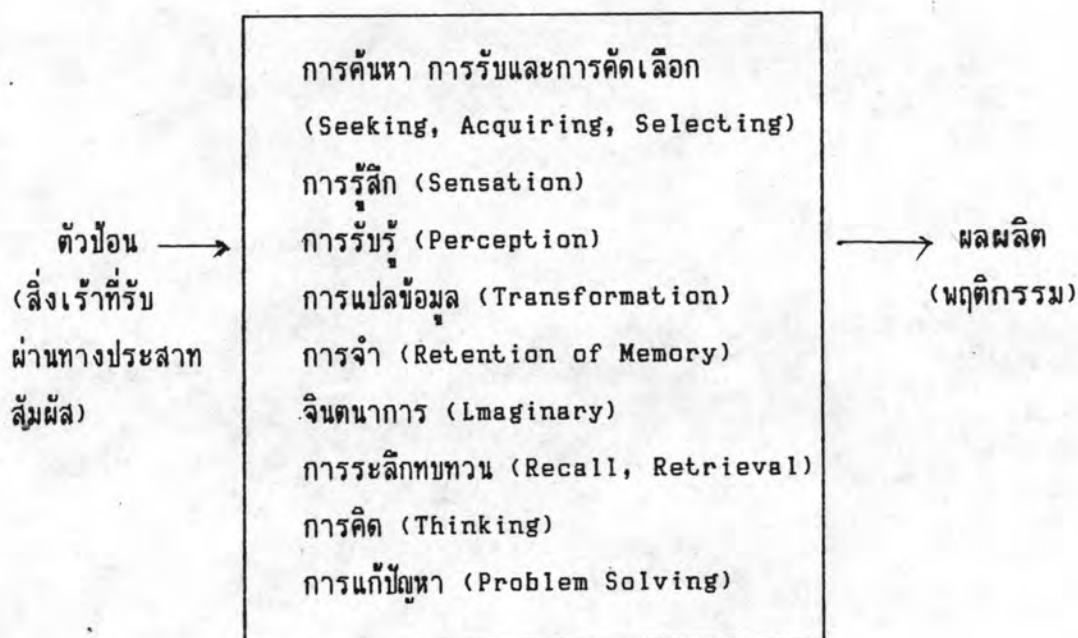 การค้นหา การรับและการคัดเลือก
(Seeking, Acquiring, Selecting)
การรู้สึก (Sensation)
ตัวป้อน
การรับรู้ (Perception)
ผลผลิต
(สิ่งเร้าที่รับ
การแปลข้อมูล (Transformation)
(พฤติกรรม)
ผ่านทางประสาท
การจำ (Retention of Memory)
สัมผัส)
จินตนาการ (Lmaginary)
การระลึกทบทวน (Recall, Retrieval)
การคิด (Thinking)
การแก้ปัญหา (Problem Solving)